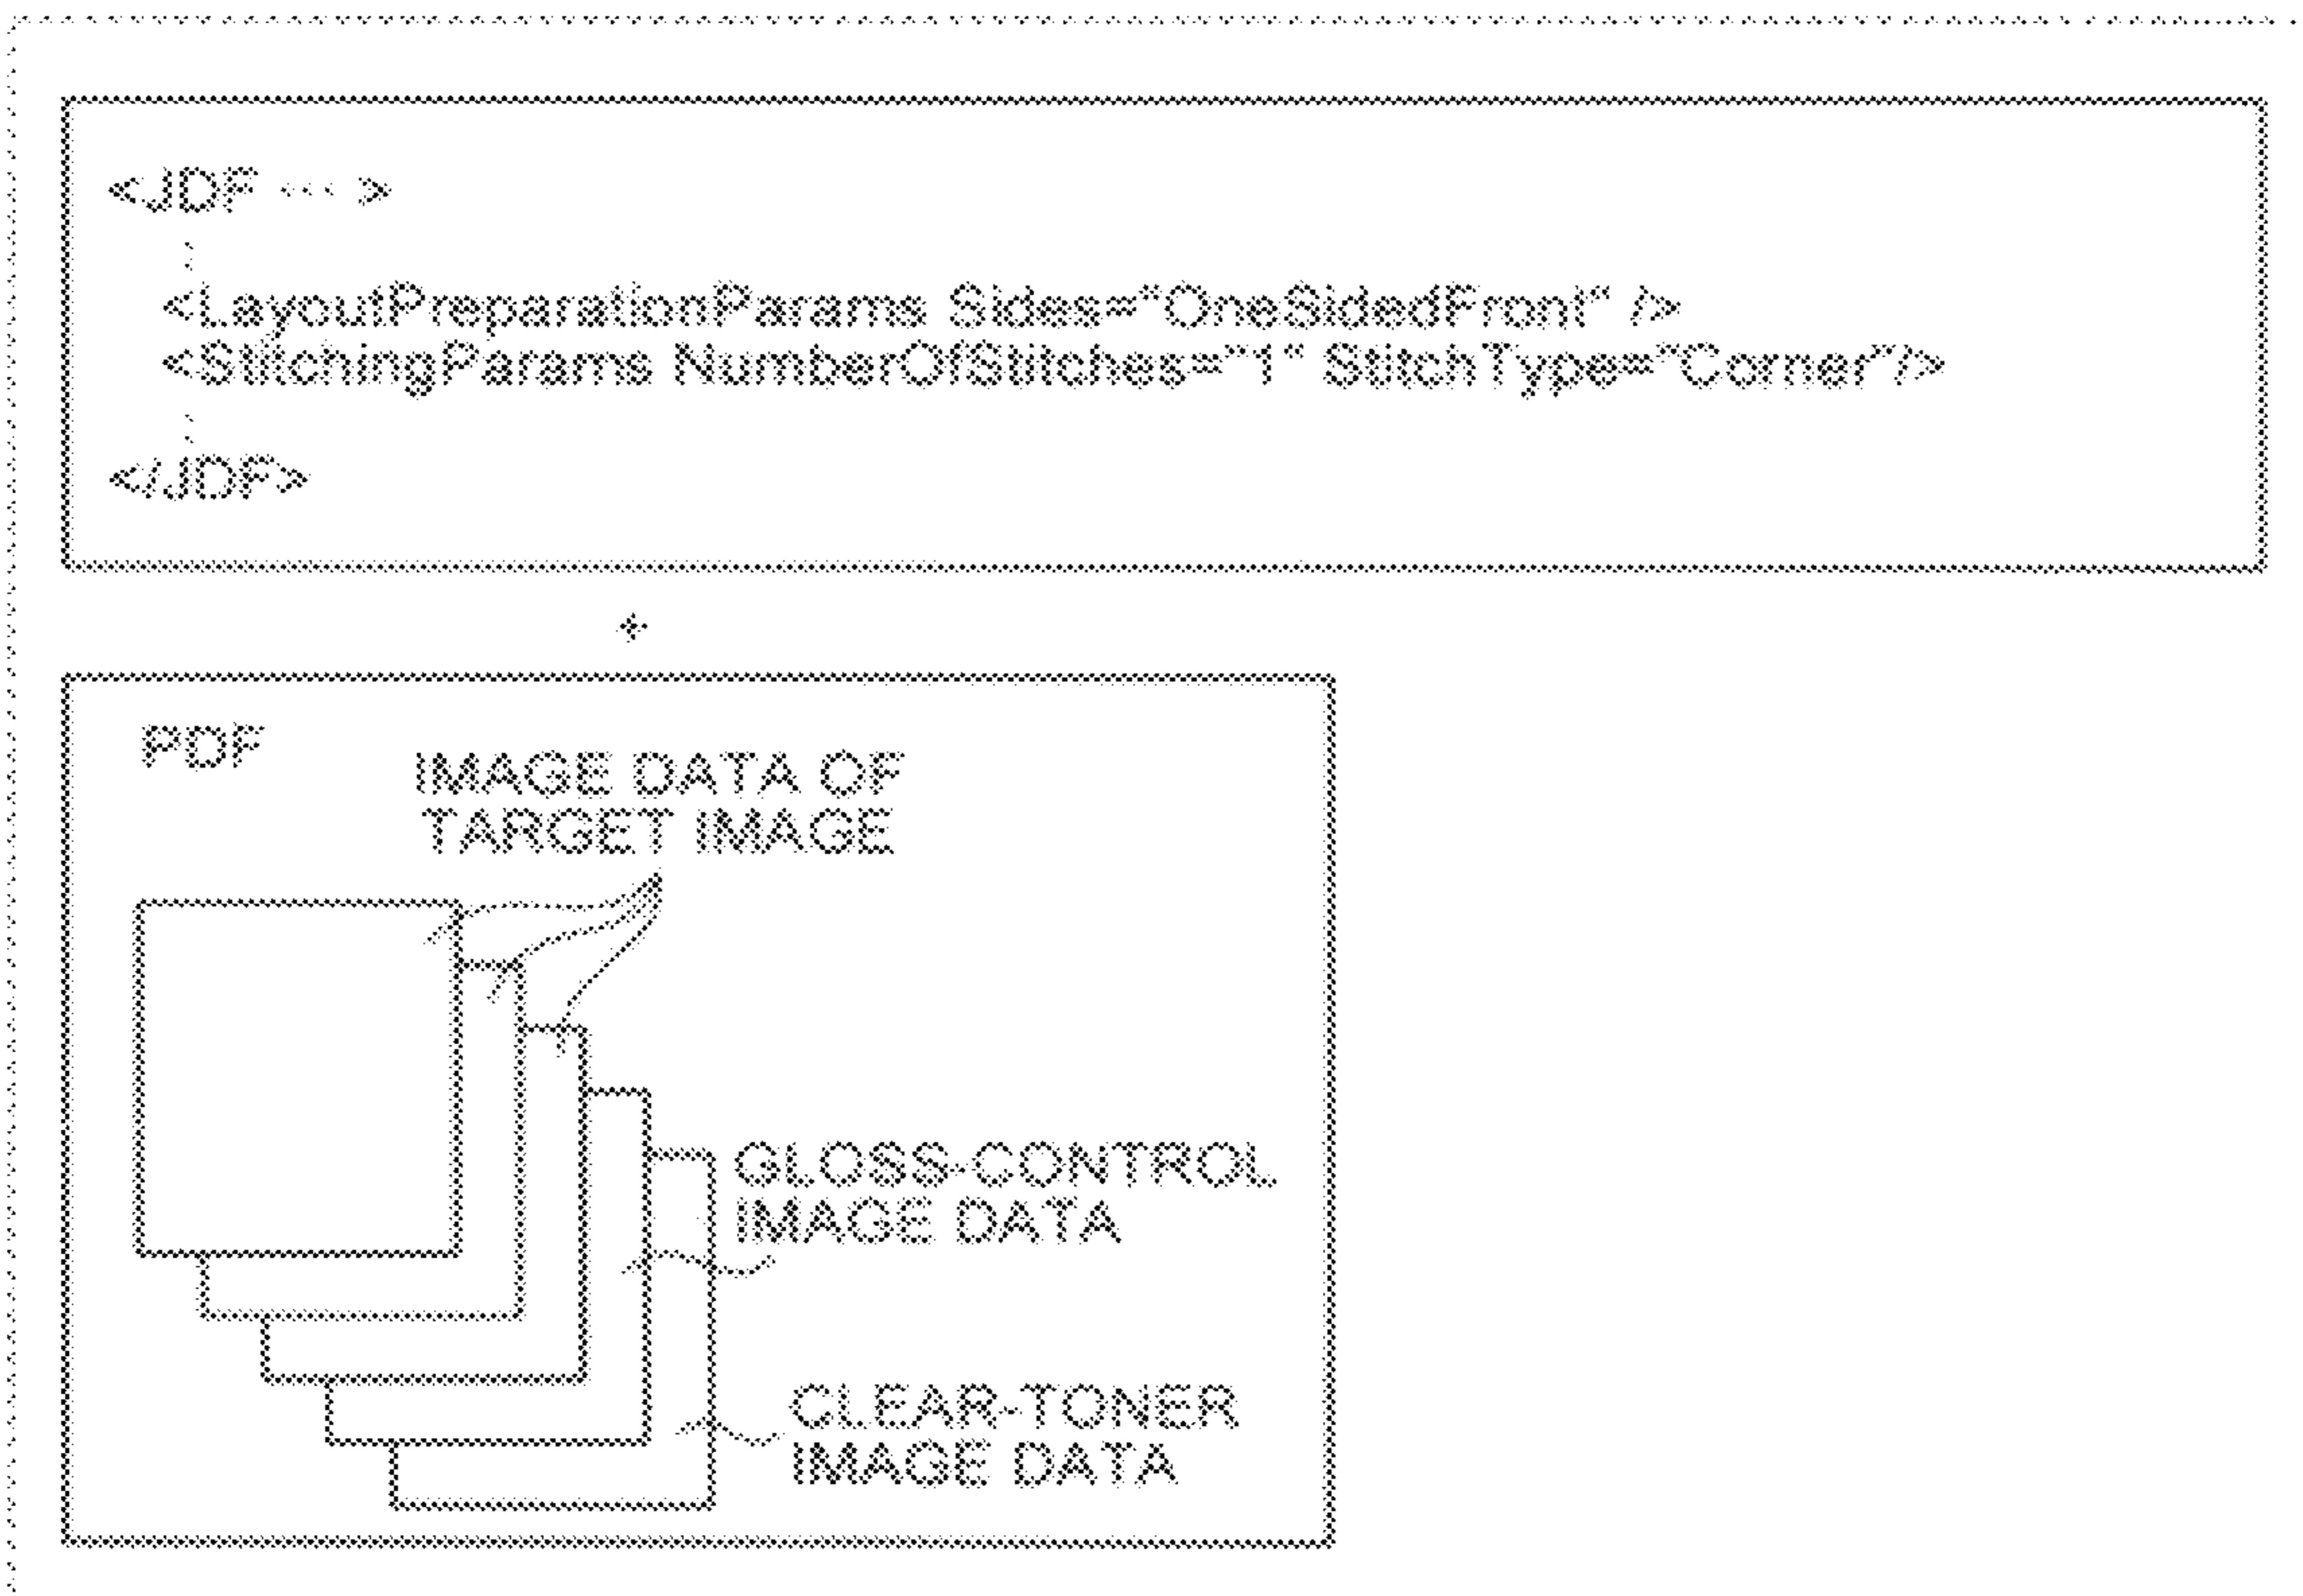 <JDF ⋯ >
⋮
<LayoutPreparationParams Sides="OneSidedFront" />
<StitchingParams NumberOfStitches="1" StitchType="Corner"/>
⋮
</JDF>
+
PDF
IMAGE DATA OF
TARGET IMAGE
GLOSS-CONTROL
IMAGE DATA
CLEAR-TONER
IMAGE DATA